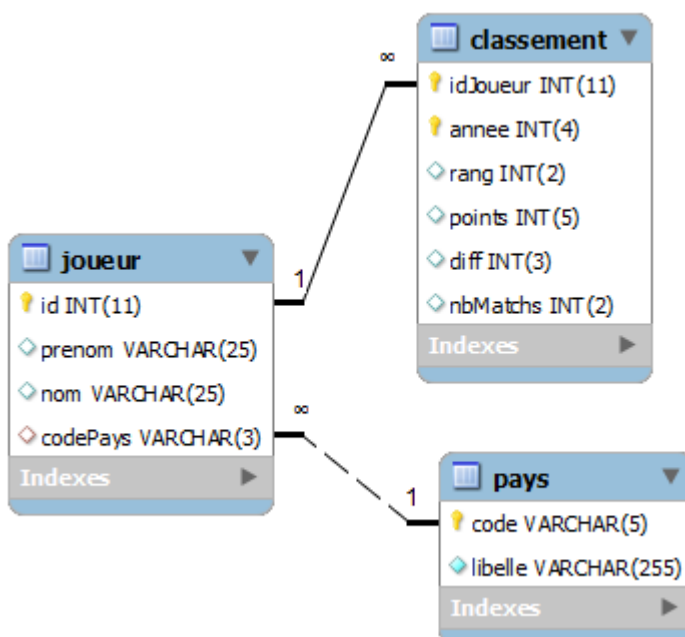 classement
idJoueur INT(11)
annee INT(4)
rang INT(2)
points INT(5)
diff INT(3)
nbMatchs INT(2)
Indexes
∞
1
joueur
id INT(11)
prenom VARCHAR(25)
nom VARCHAR(25)
codePays VARCHAR(3)
Indexes
∞
1
pays
code VARCHAR(5)
libelle VARCHAR(255)
Indexes